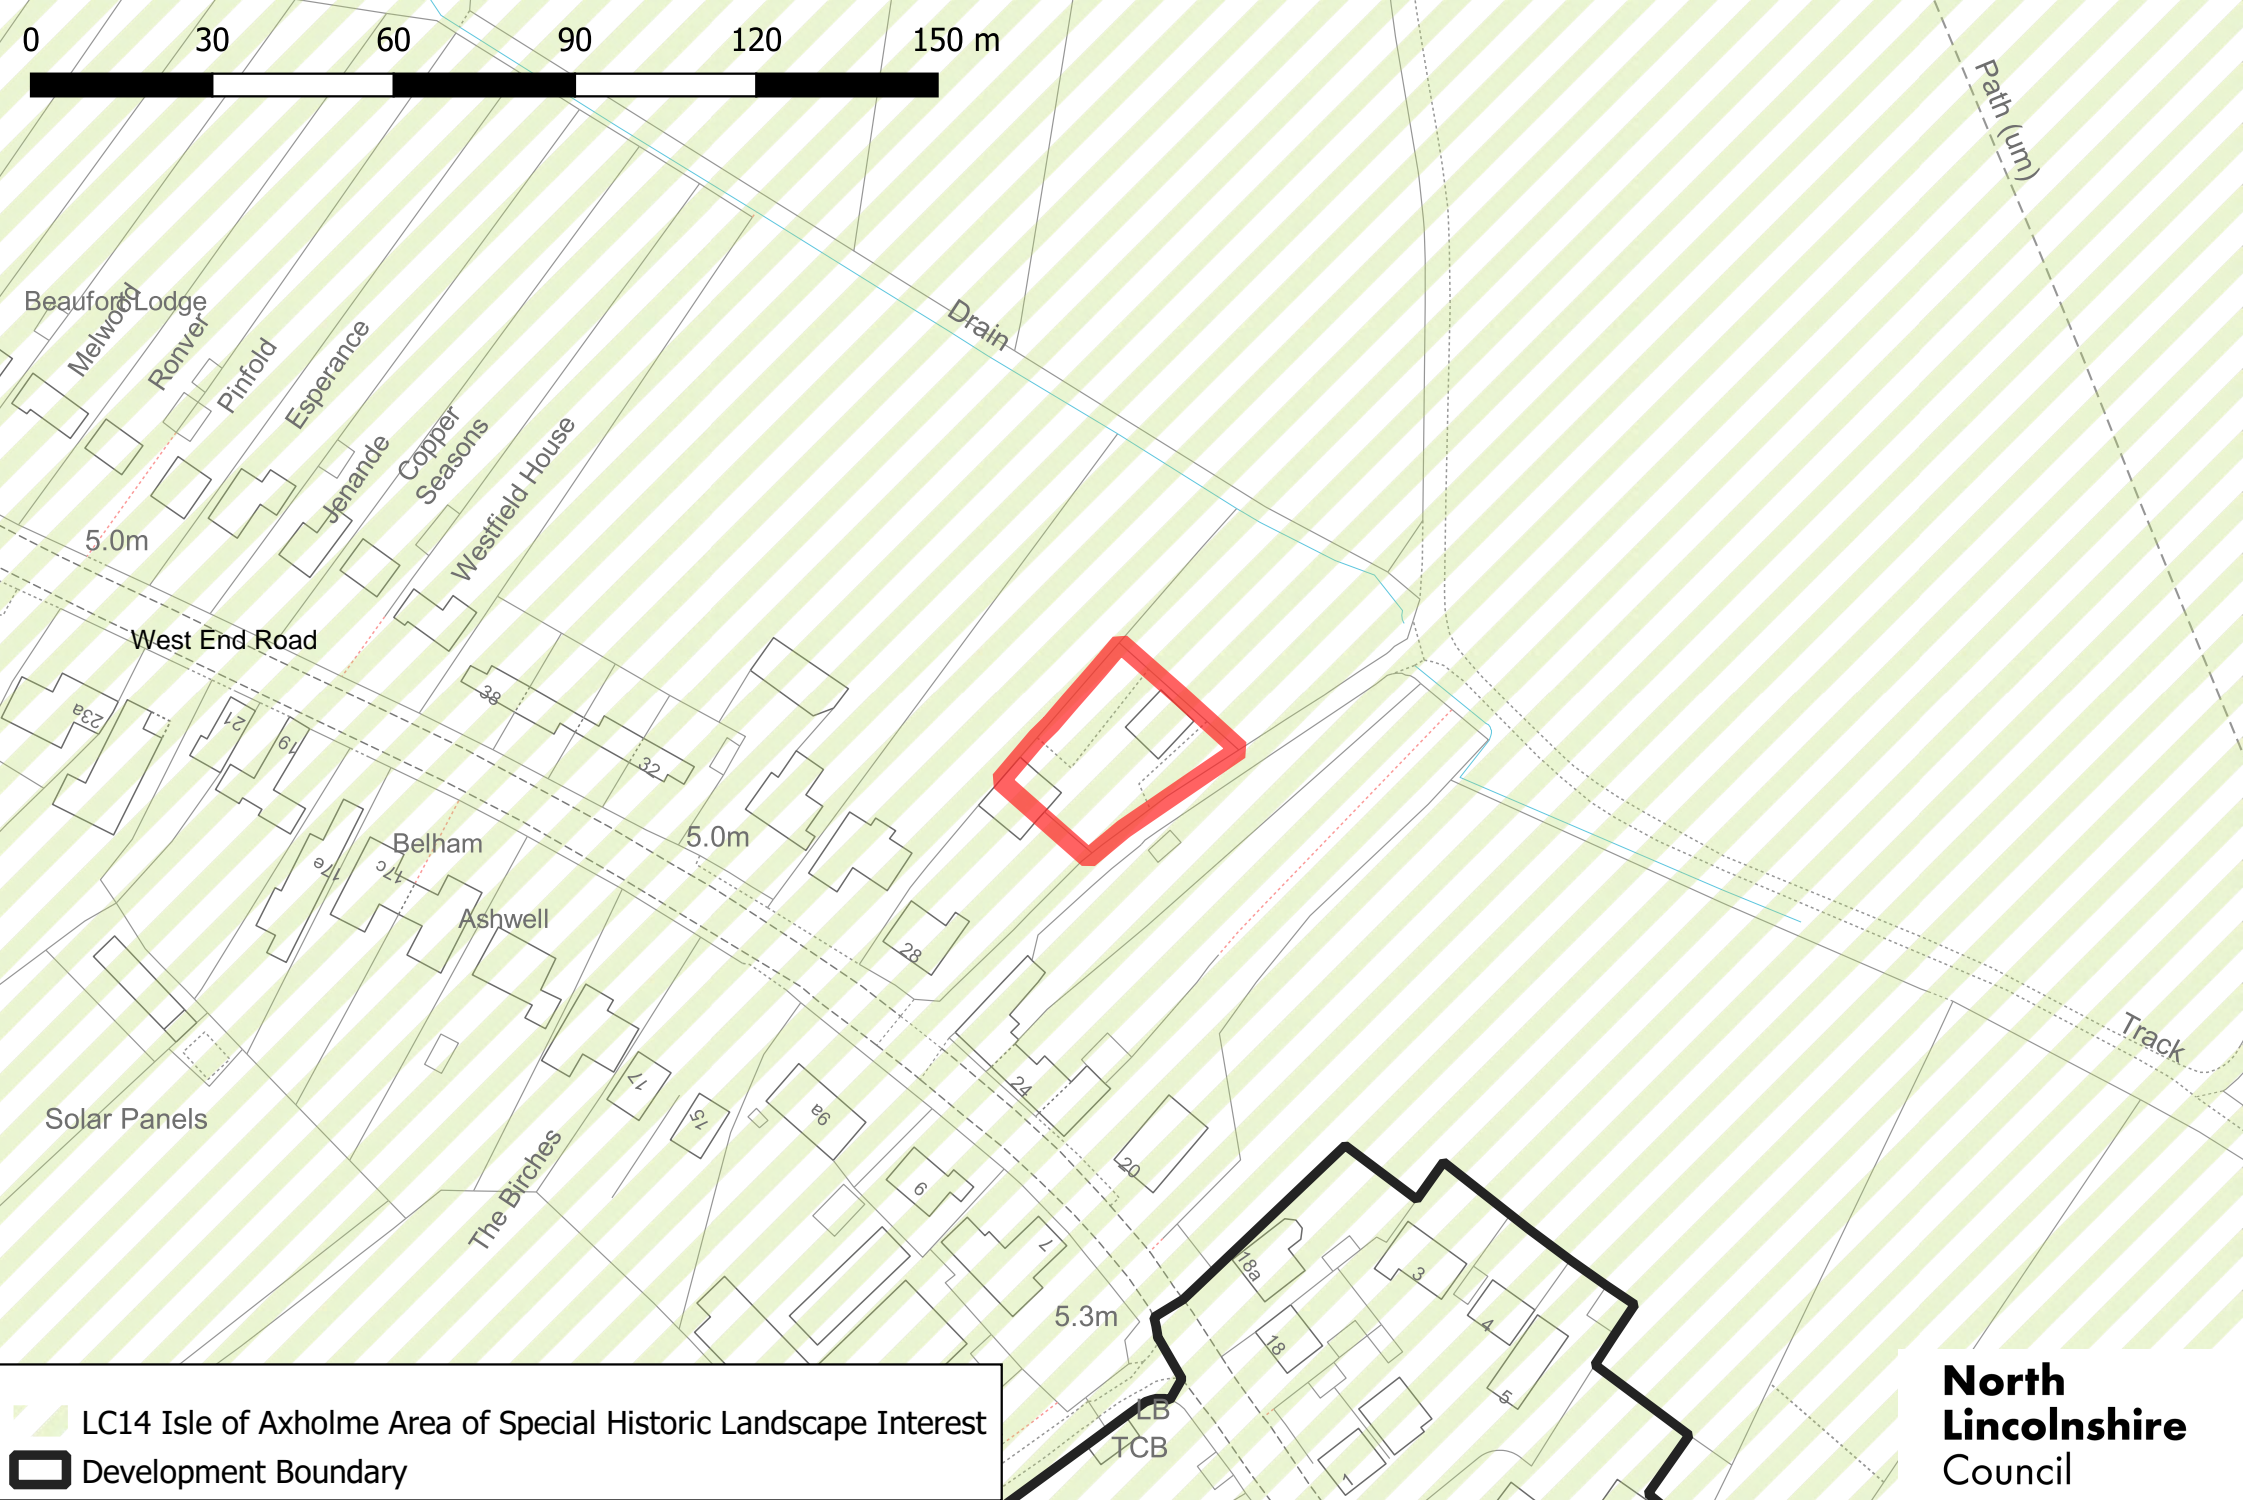 0 30 60 90 120 150 m
Path (um)
Drain
Beaufort Lodge
Melwood
Ronver
Pinfold
Esperance
Jenande
Copper
Seasons
Westfield House
5.0m
West End Road
38
32
23a
21
19
5.0m
Belham
17e
17c
Ashwell
28
Track
24
17
15
9a
20
Solar Panels
The Birches
9
7
18a
3
4
5.3m
18
5
LB
TCB
1
LC14 Isle of Axholme Area of Special Historic Landscape Interest
Development Boundary
North
Lincolnshire
Council